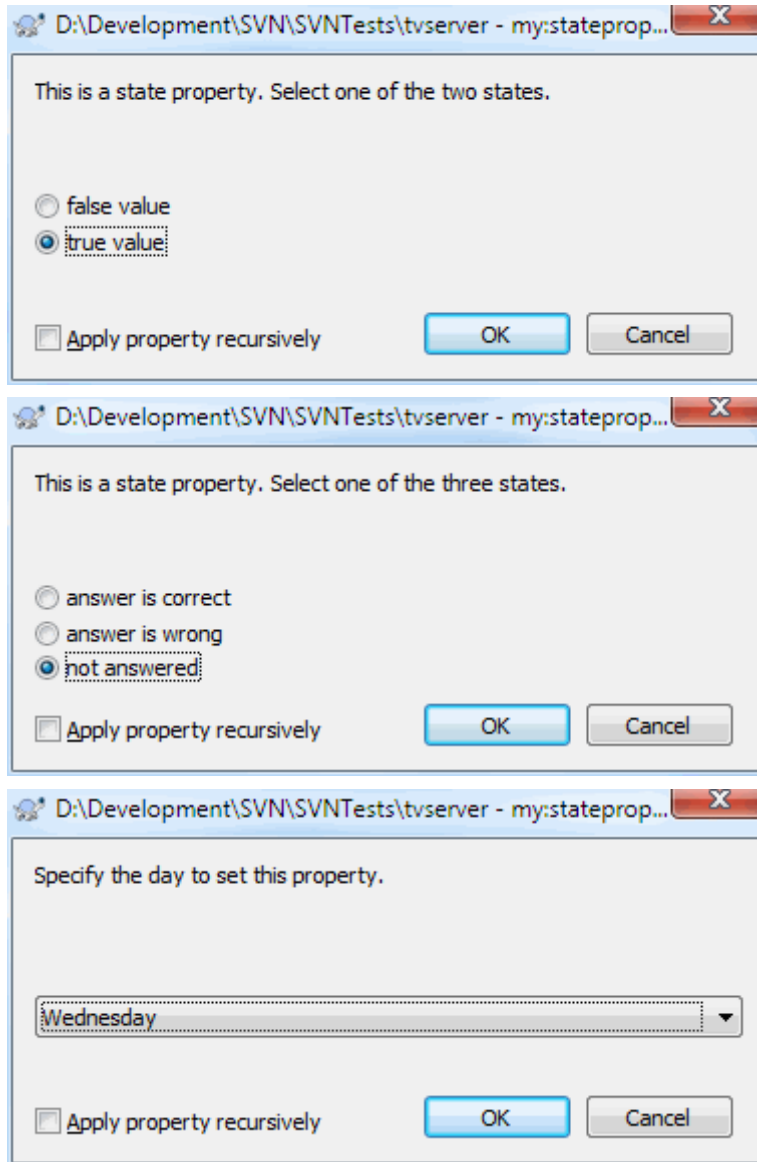 D:\Development\SVN\SVNTests\tvserver - my:stateprop...
This is a state property. Select one of the two states.
false value
true value
Apply property recursively OK Cancel
D:\Development\SVN\SVNTests\tvserver - my:stateprop...
This is a state property. Select one of the three states.
answer is correct
answer is wrong
not answered
Apply property recursively OK Cancel
D:\Development\SVN\SVNTests\tvserver - my:stateprop...
Specify the day to set this property.
Wednesday
Apply property recursively OK Cancel